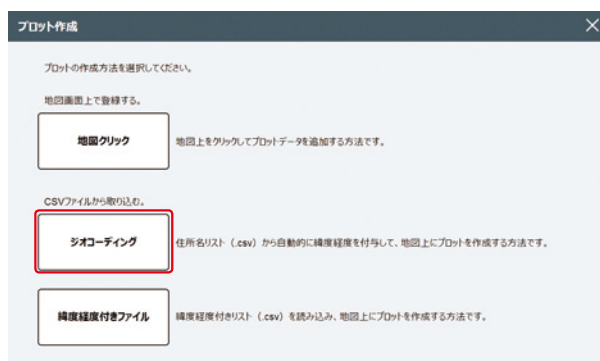 プロット作成
プロットの作成方法を選択してください。
地図画面上で登録する。
地図クリック
地図上をクリックしてプロットデータを追加する方法です。
CSVファイルから取り込む。
ジオコーディング
住所名リスト（.csv）から自動的に緯度経度を付与して、地図上にプロットを作成する方法です。
緯度経度付きファイル
緯度経度付きリスト（.csv）を読み込み、地図上にプロットを作成する方法です。